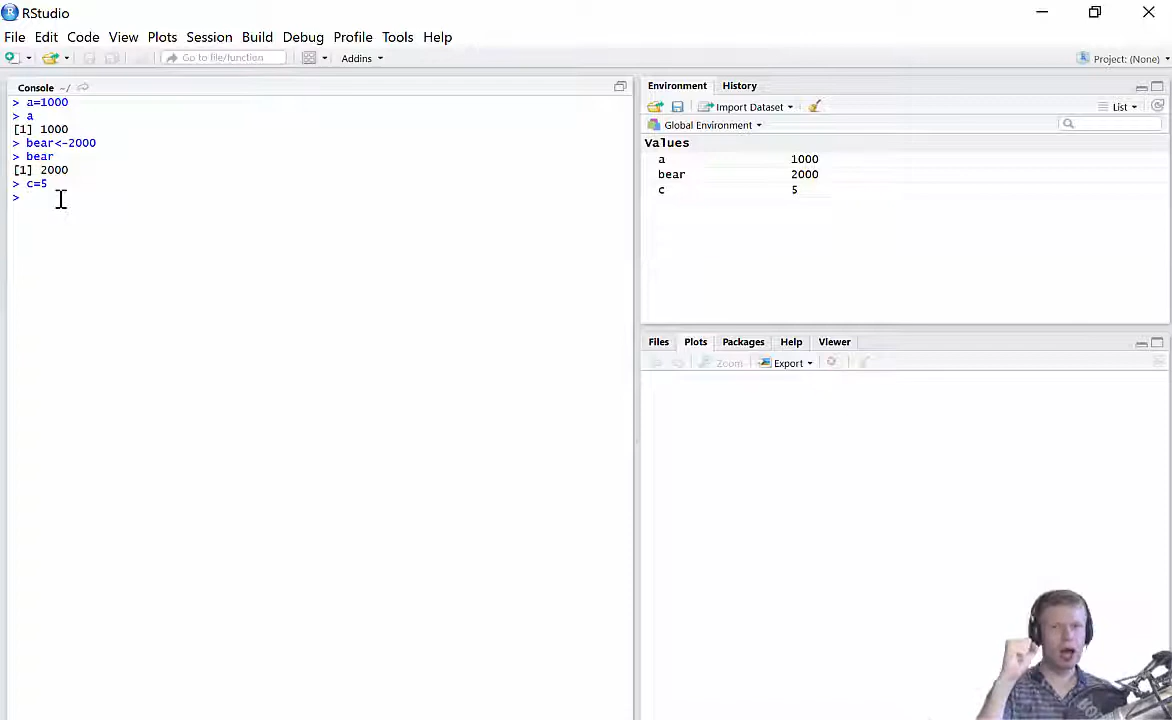 RStudio
File Edit Code View Plots Session Build Debug Profile Tools Help
Go to file/function Addins Project: (None)
Console ~/
> a=1000
> a
[1] 1000
> bear<-2000
> bear
[1] 2000
> c=5
>
Environment History
Import Dataset List
Global Environment
Values
a 1000
bear 2000
c 5
Files Plots Packages Help Viewer
Zoom Export